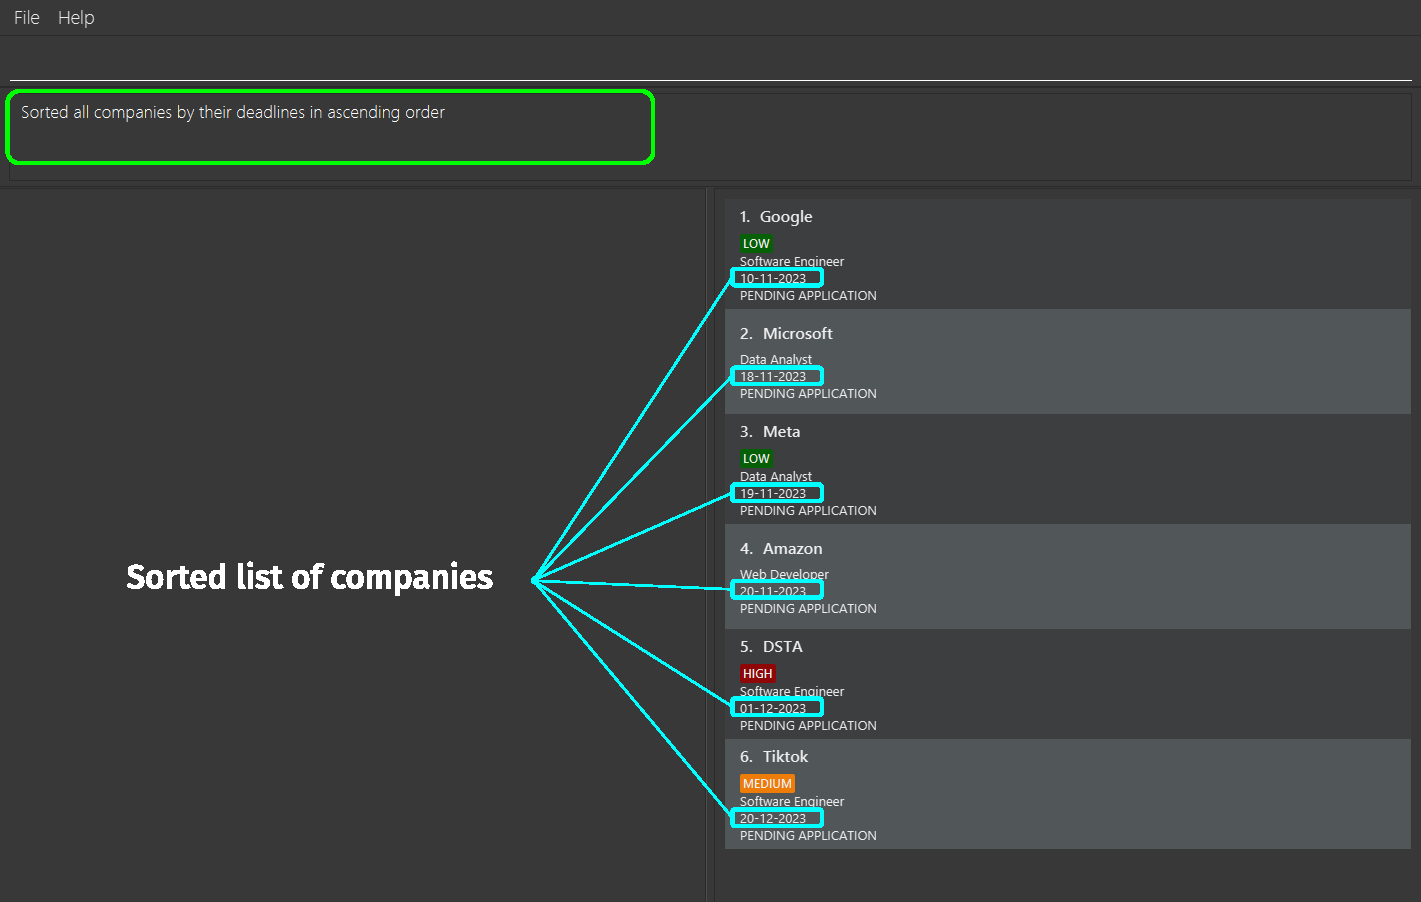 File Help
Sorted all companies by their deadlines in ascending order
1. Google
LOW
Software Engineer
10-11-2023
PENDING APPLICATION
2. Microsoft
Data Analyst
18-11-2023
PENDING APPLICATION
3. Meta
LOW
Data Analyst
19-11-2023
PENDING APPLICATION
4. Amazon
Web Developer
20-11-2023
PENDING APPLICATION
5. DSTA
HIGH
Software Engineer
01-12-2023
PENDING APPLICATION
6. Tiktok
MEDIUM
Software Engineer
20-12-2023
PENDING APPLICATION
Sorted list of companies